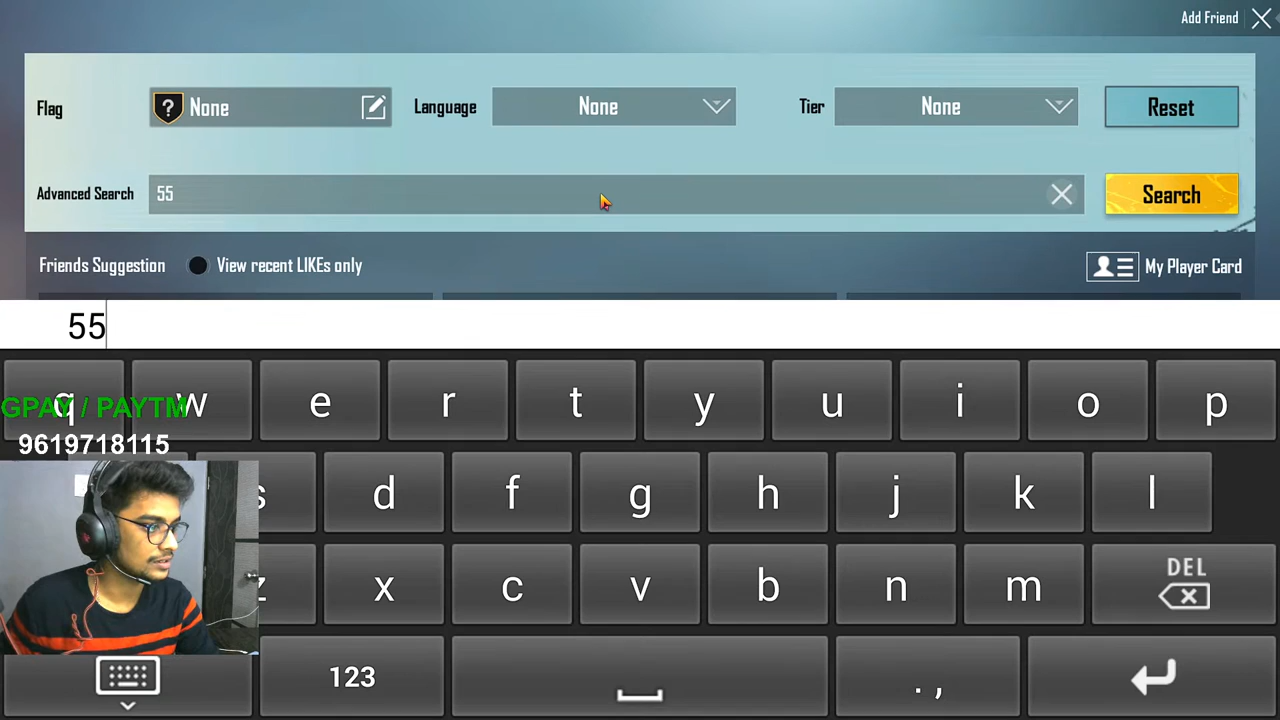 Add Friend
Flag None Language None Tier None Reset
Advanced Search 55 Search
Friends Suggestion View recent LIKEs only My Player Card
55
q w e r t y u i o p
GPAY / PAYTM
9619718115
s d f g h j k l
z x c v b n m DEL
123 . ,